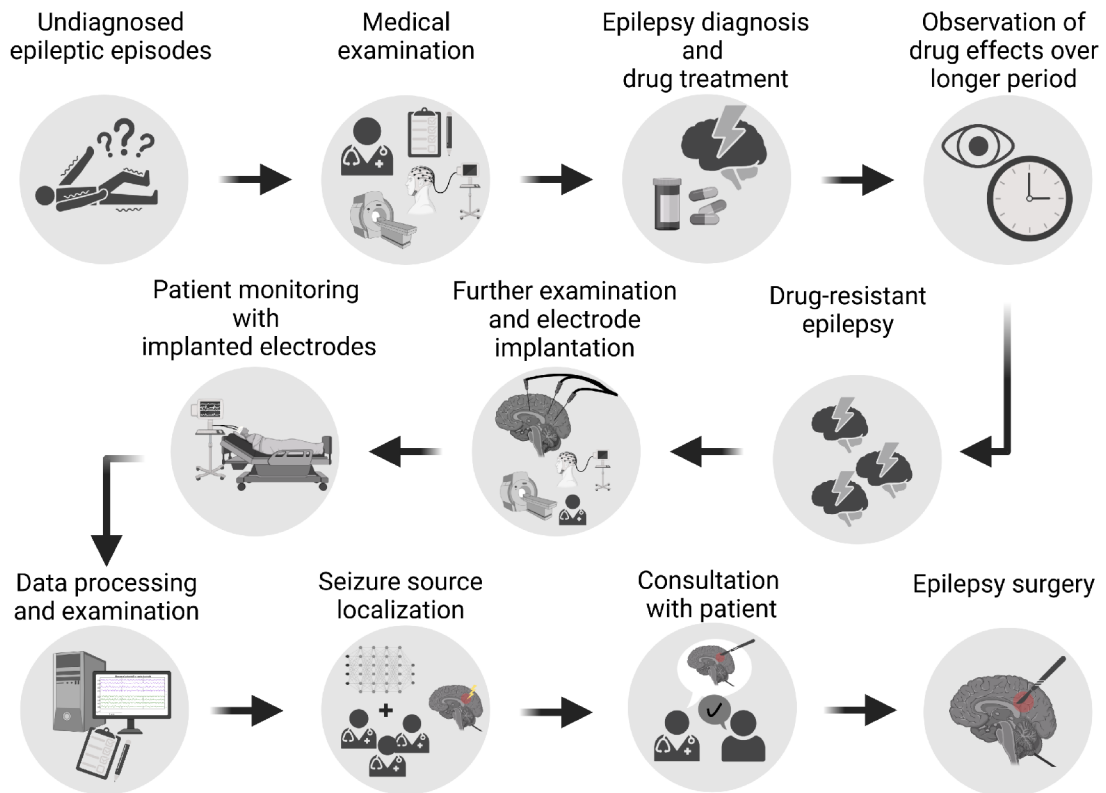 Undiagnosed
epileptic episodes
Medical
examination
Epilepsy diagnosis
and
drug treatment
Observation of
drug effects over
longer period
???
Patient monitoring
with
implanted electrodes
Further examination
and electrode
implantation
Drug-resistant
epilepsy
Data processing
and examination
Seizure source
localization
Consultation
with patient
Epilepsy surgery
+